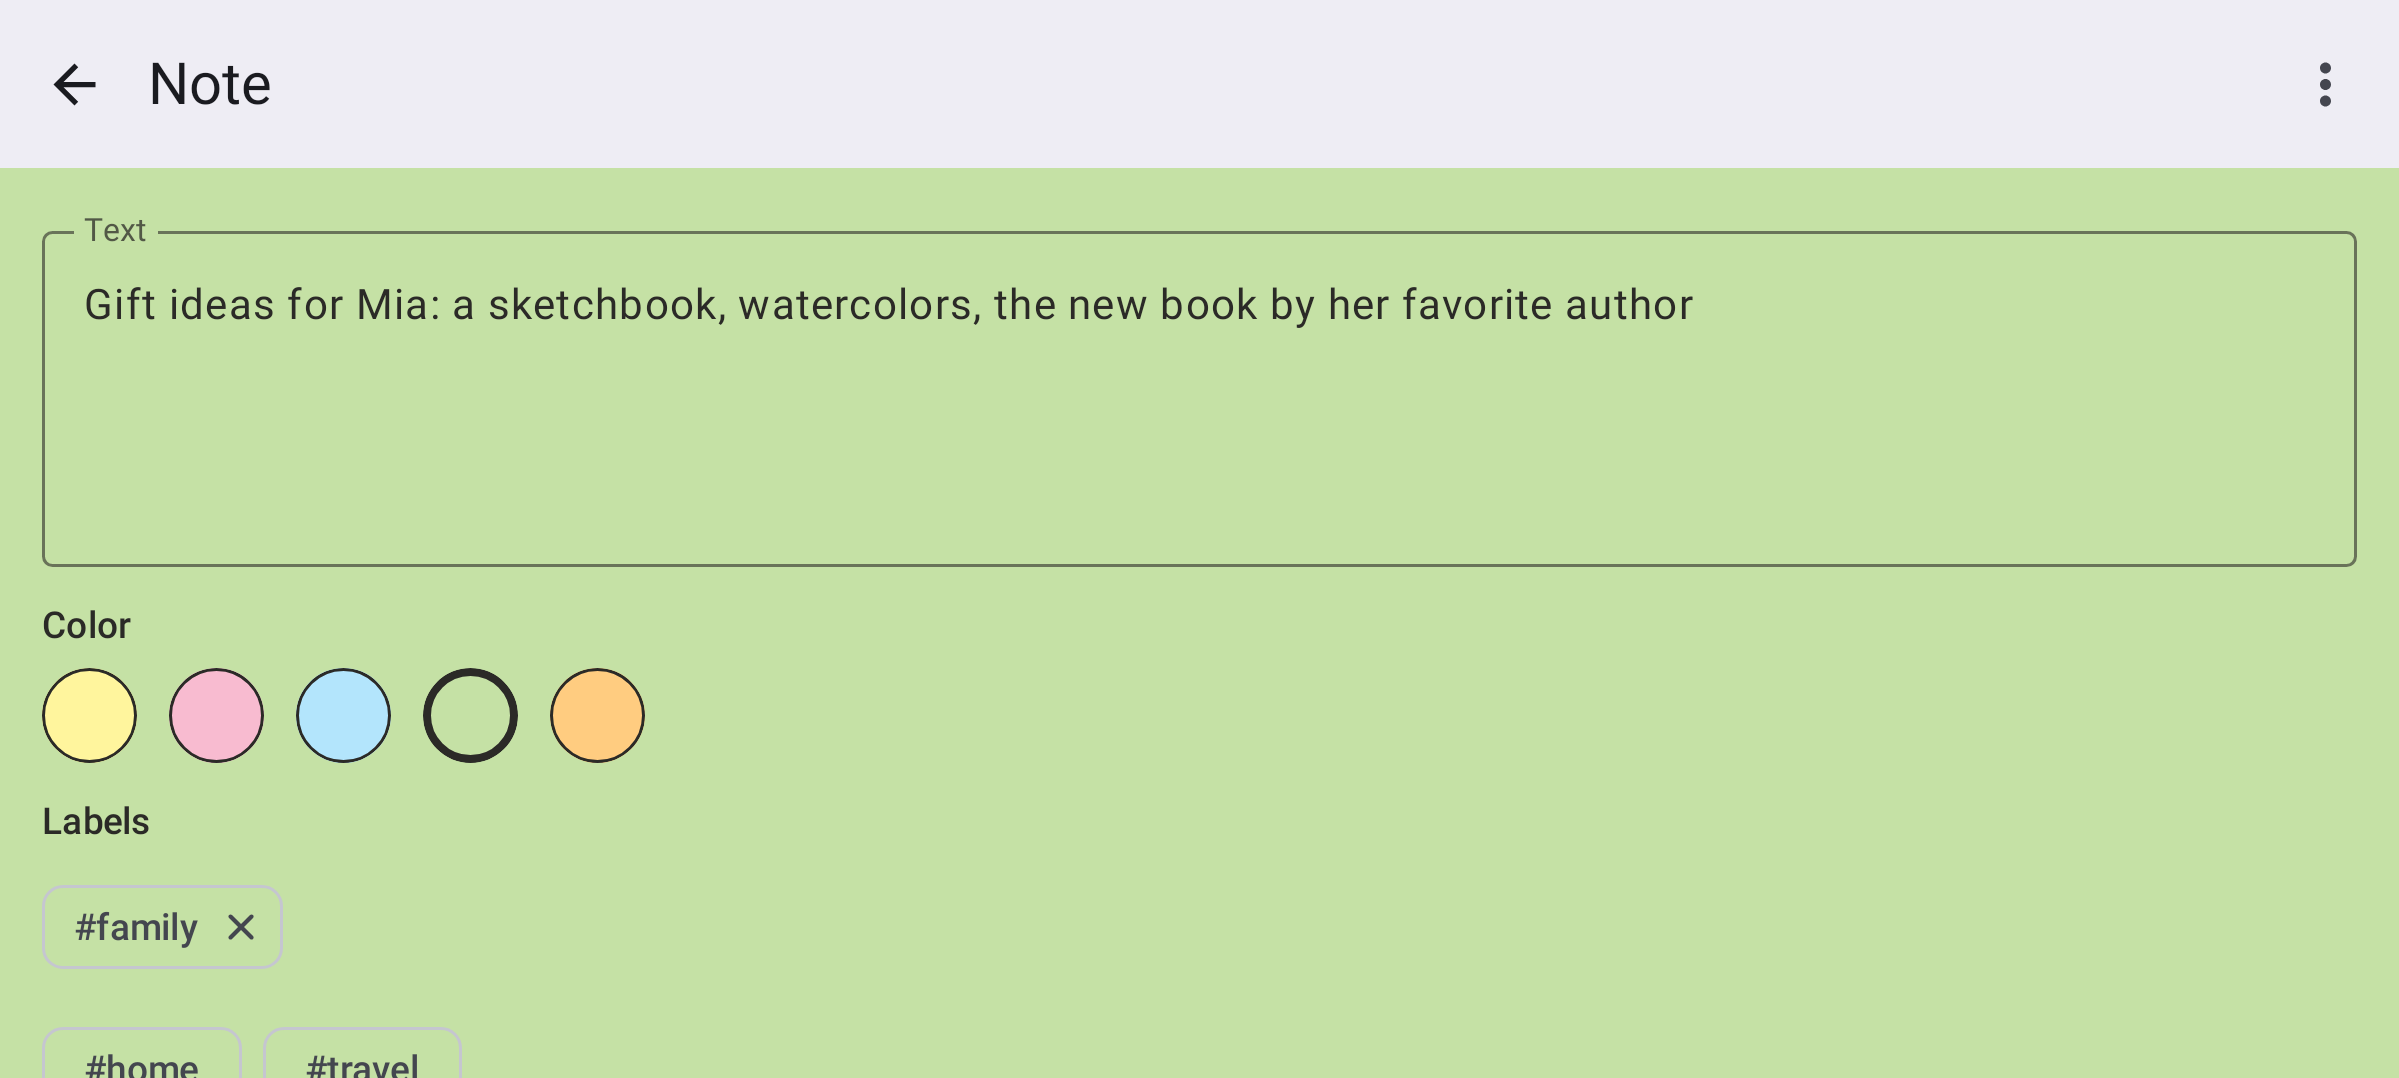 Note
Text
Gift ideas for Mia: a sketchbook, watercolors, the new book by her favorite author
Color
Labels
#family
#home #travel